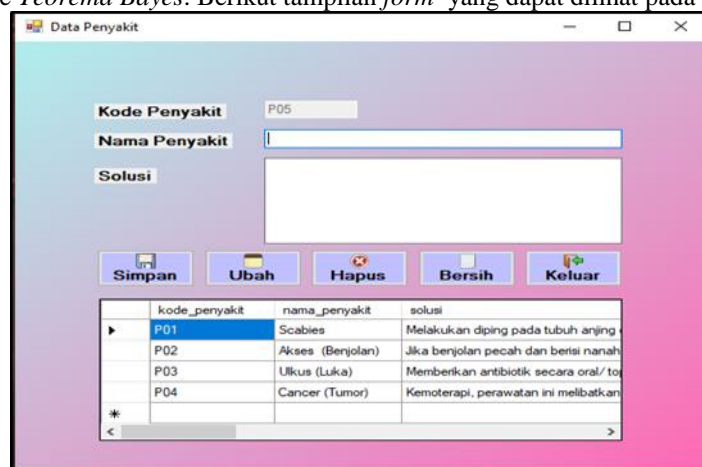 Teorema Bayes. Berikut tampilan form yang dapat dilihat pada
Data Penyakit
Kode Penyakit P05
Nama Penyakit
Solusi
Simpan Ubah Hapus Bersih Keluar
kode_penyakit nama_penyakit solusi
P01 Scabies Melakukan diping pada tubuh anjing
P02 Akses (Benjolan) Jika benjolan pecah dan berisi nanah
P03 Ulkus (Luka) Memberikan antibiotik secara oral/
P04 Cancer (Tumor) Kemoterapi, perawatan ini melibatkan